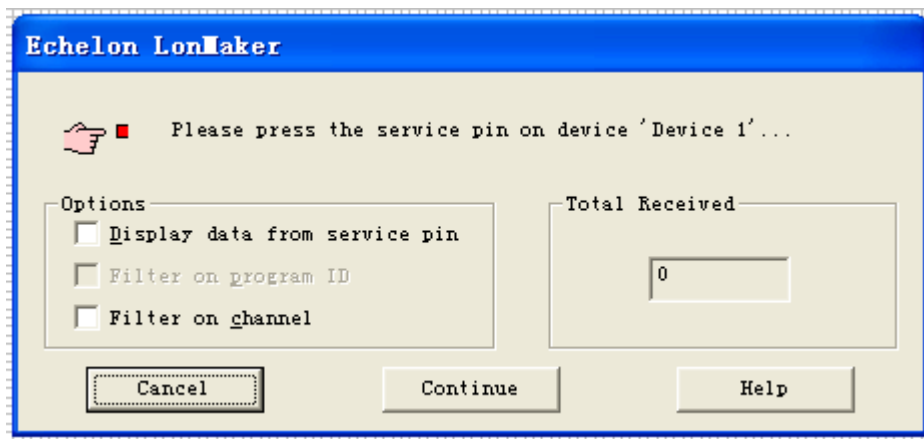 Echelon LonMaker
Please press the service pin on device 'Device 1'...
Options
Display data from service pin
Filter on program ID
Filter on channel
Total Received
0
Cancel
Continue
Help